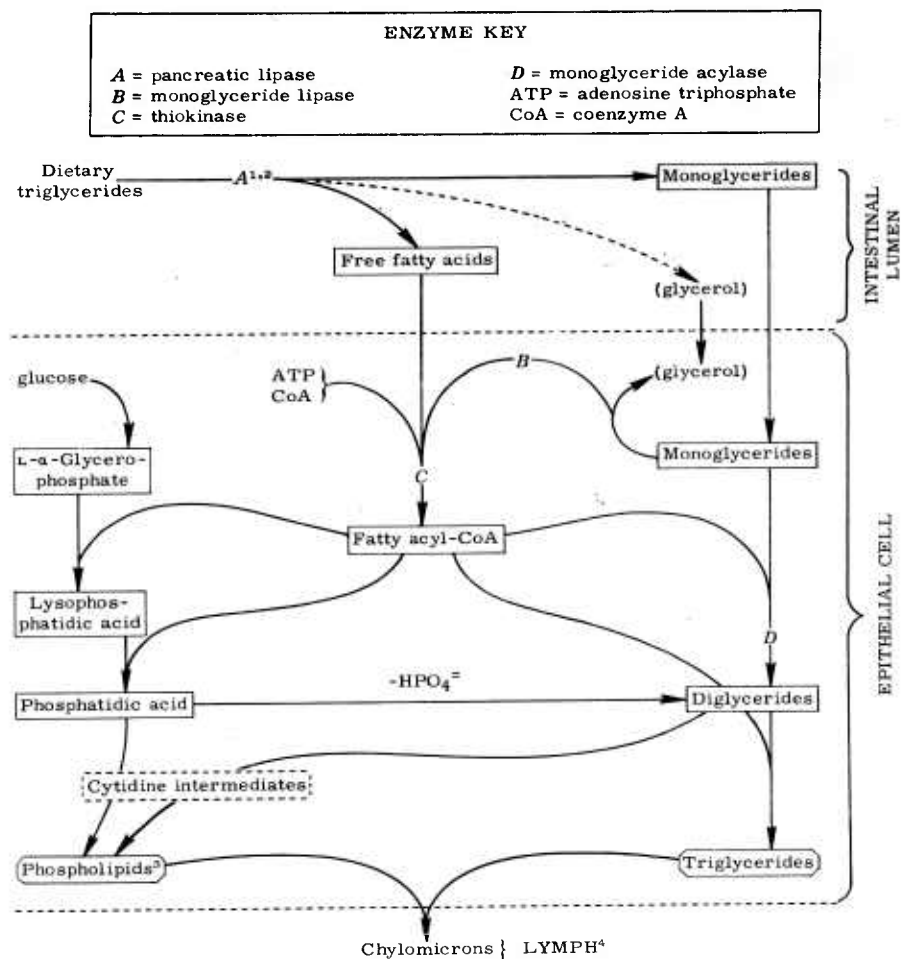 ENZYME KEY
A = pancreatic lipase
B = monoglyceride lipase
C = thiokinase
D = monoglyceride acylase
ATP = adenosine triphosphate
CoA = coenzyme A
Dietary
triglycerides
A¹,²
Monoglycerides
Free fatty acids
(glycerol)
INTESTINAL
LUMEN
glucose
ATP
CoA }
B
(glycerol)
L-α-Glycero-
phosphate
Monoglycerides
C
Fatty acyl-CoA
Lysophos-
phatidic acid
D
EPITHELIAL CELL
Phosphatidic acid
-HPO₄⁼
Diglycerides
Cytidine intermediates
Phospholipids³
Triglycerides
Chylomicrons } LYMPH⁴